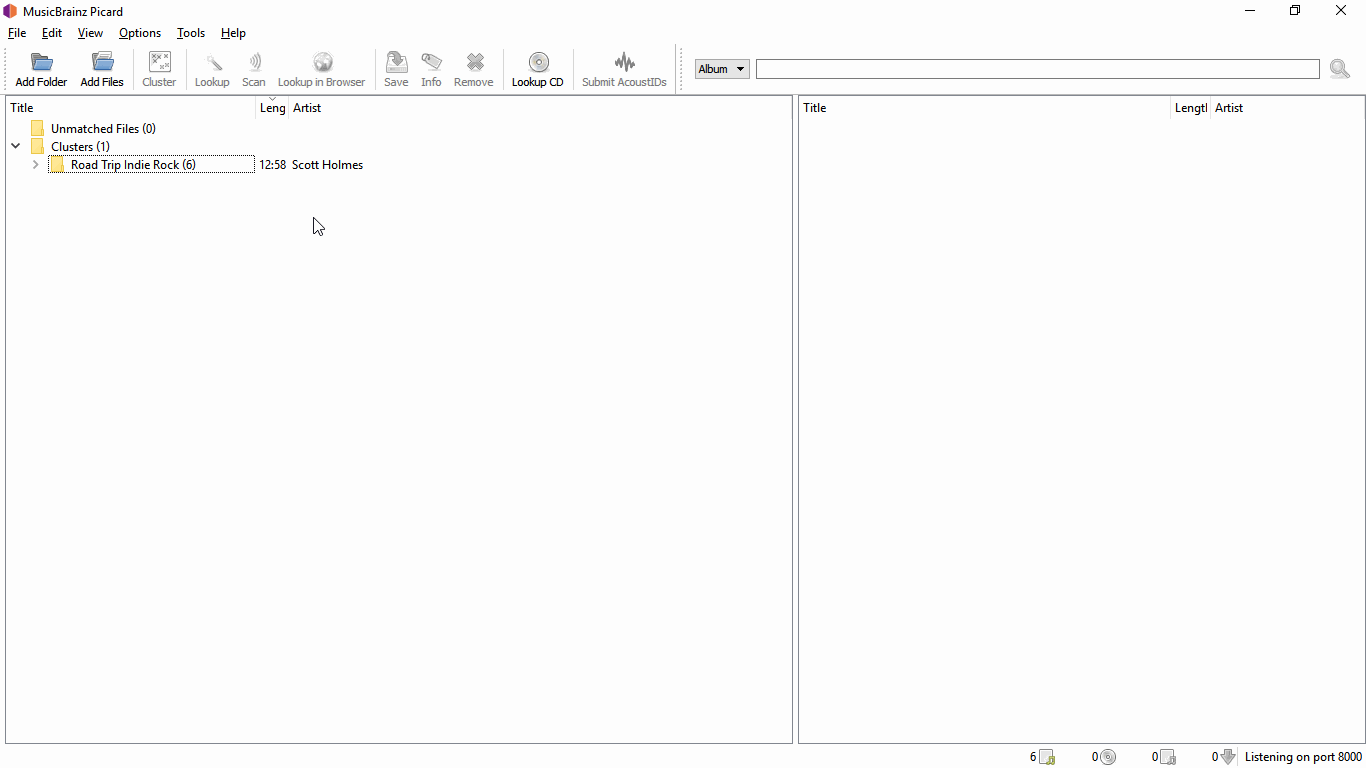 MusicBrainz Picard
File Edit View Options Tools Help
Add Folder Add Files Cluster Lookup Scan Lookup in Browser Save Info Remove Lookup CD Submit AcoustIDs Album
Title Leng Artist Title Lengtl Artist
Unmatched Files (0)
Clusters (1)
Road Trip Indie Rock (6) 12:58 Scott Holmes
6 0 0 0 Listening on port 8000